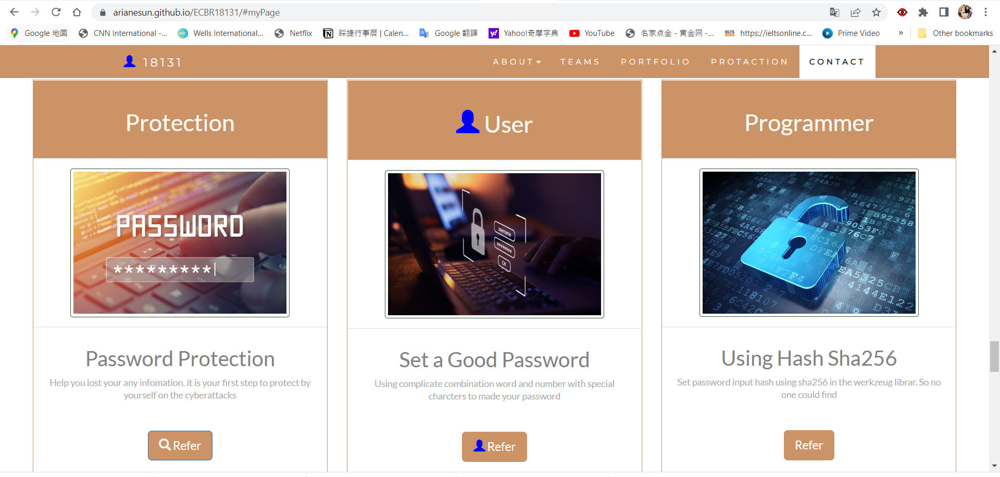 arianesun.github.io/ECBR18131/#myPage
Google 地圖 CNN International -... Wells International... Netflix 睬捷行事曆 | Calen... Google 翻譯 Yahoo!奇摩字典 YouTube 名家点金 - 黄金网 -... https://ieltsonline.c... Prime Video » Other bookmarks
18131 ABOUT TEAMS PORTFOLIO PROTACTION CONTACT
Protection
PASSWORD
*********|
Password Protection
Help you lost your any infomation. it is your first step to protect by
yourself on the cyberattacks
Refer
User
username
********
OK
Set a Good Password
Using complicate combination word and number with special
charcters to made your password
Refer
Programmer
Using Hash Sha256
Set password input hash using sha256 in the werkzeug librar. So no
one could find
Refer